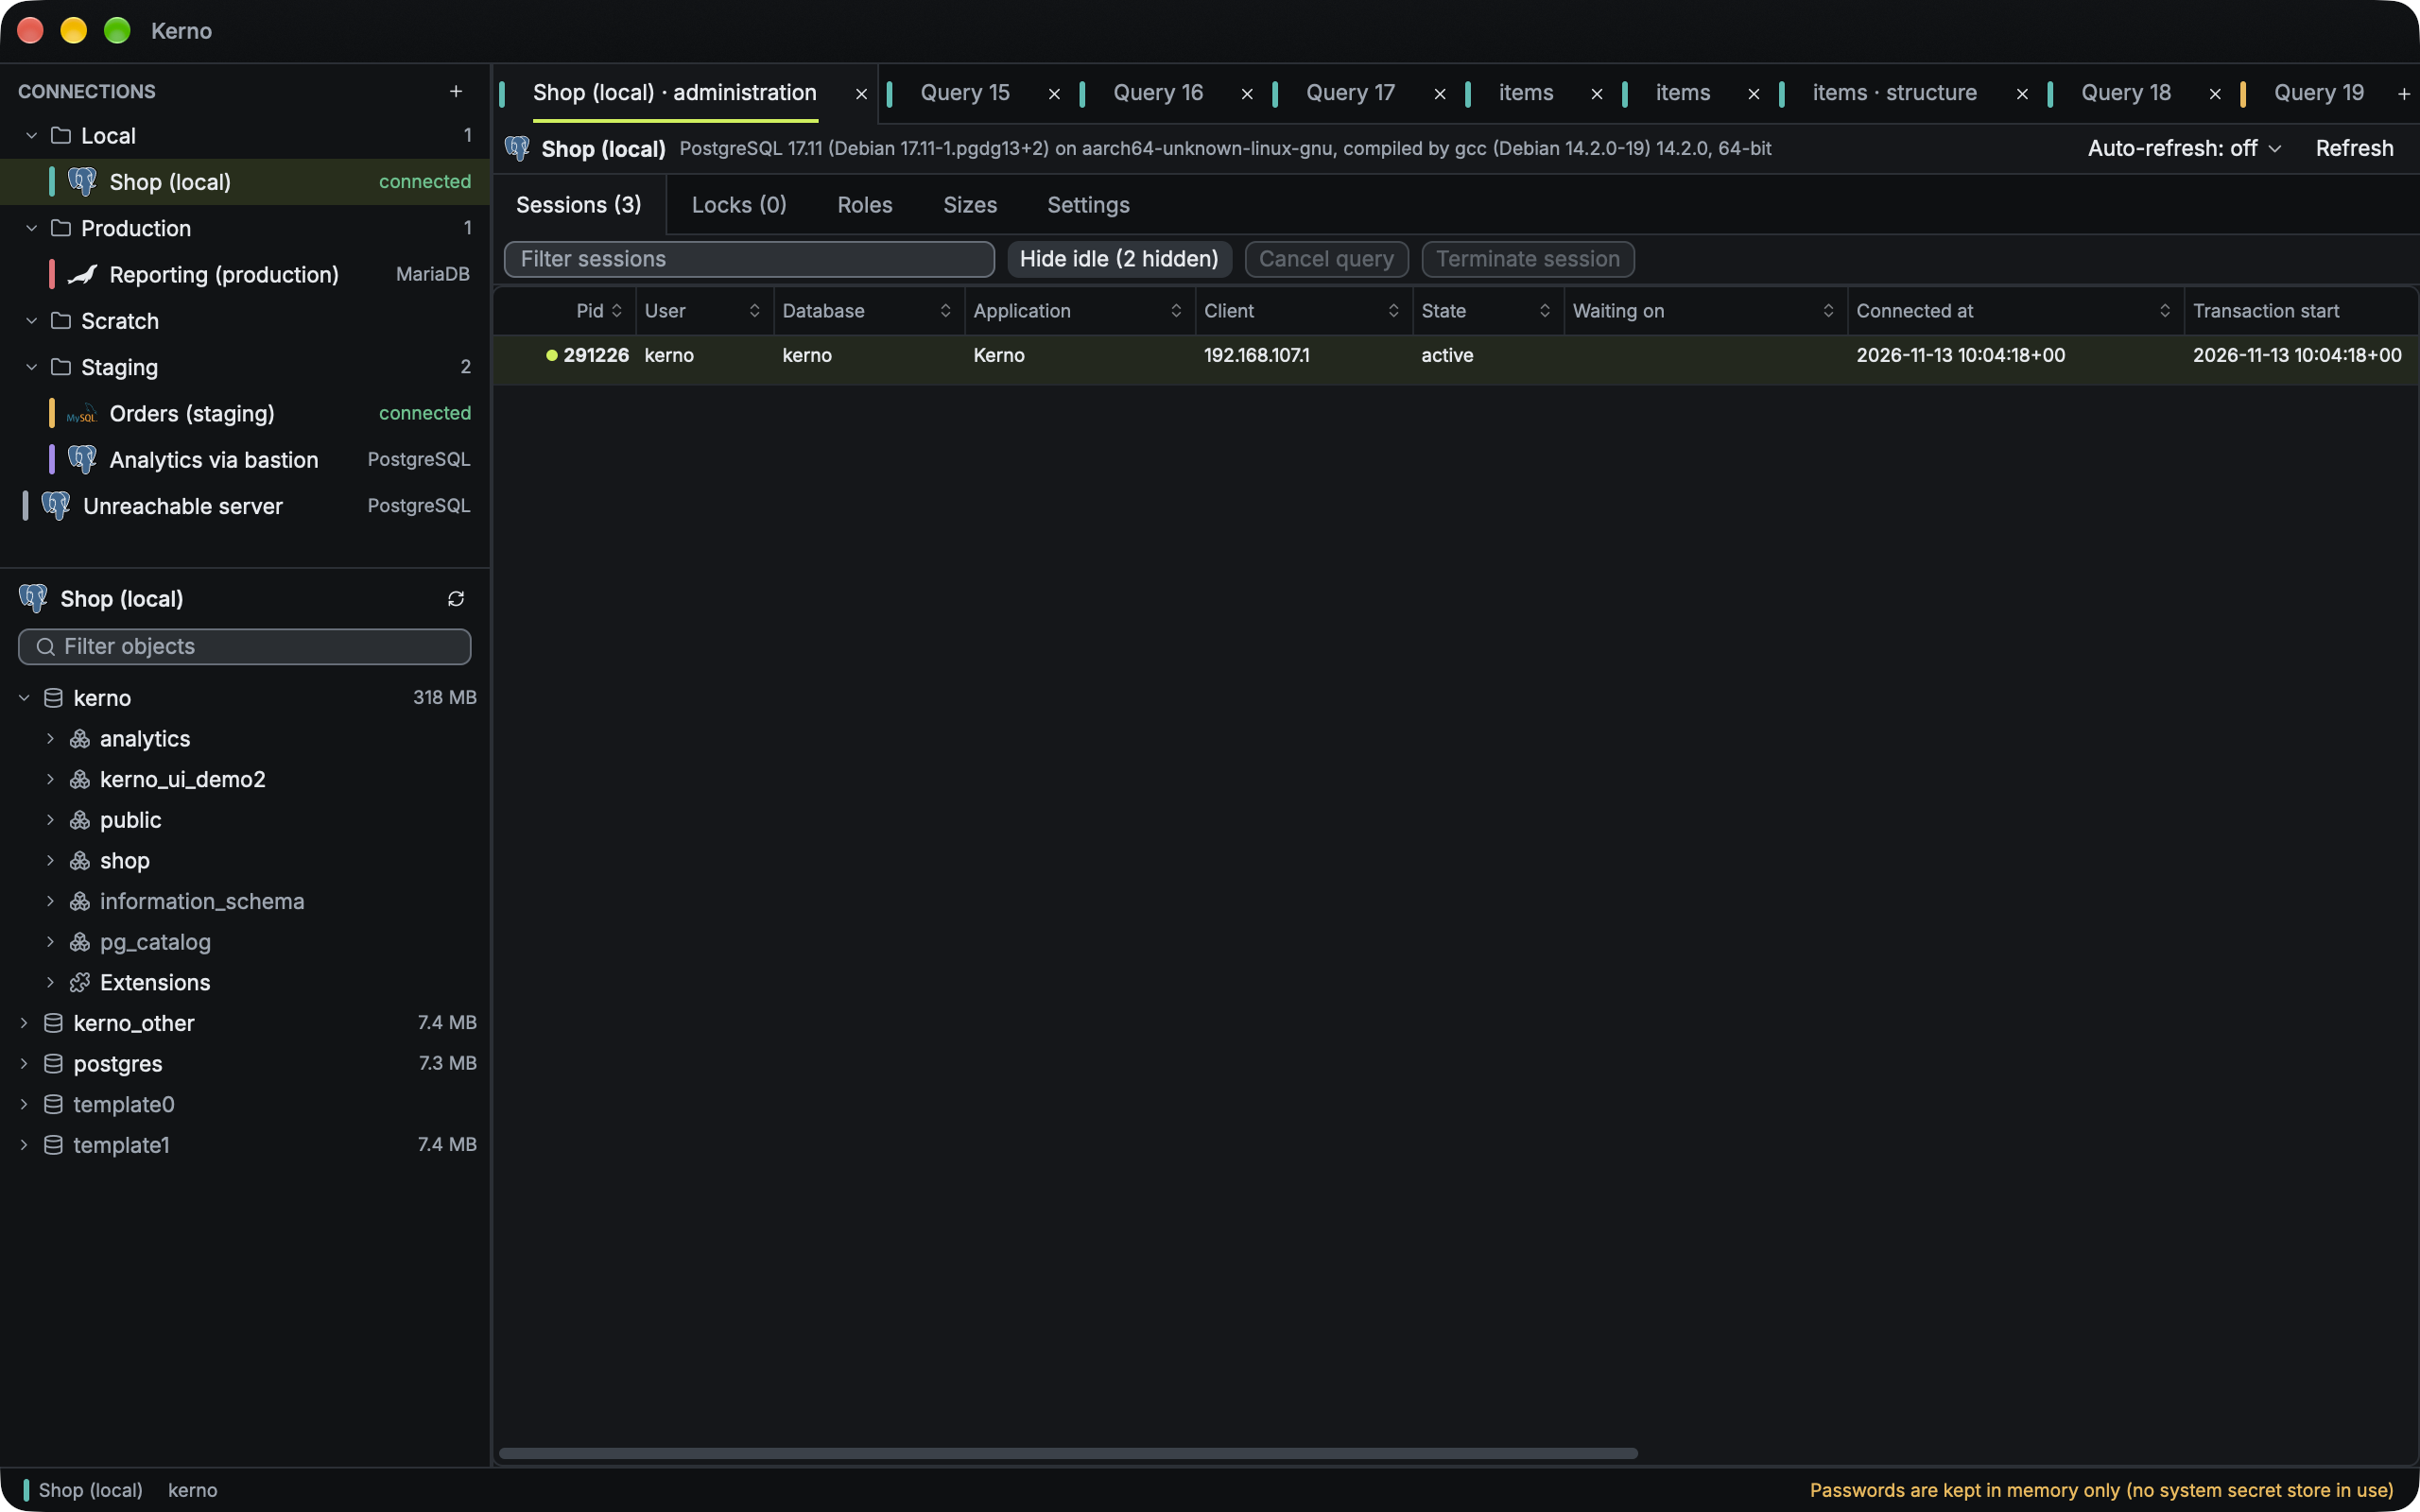 Kerno
CONNECTIONS +
Local 1
Shop (local) connected
Production 1
Reporting (production) MariaDB
Scratch
Staging 2
MySQL Orders (staging) connected
Analytics via bastion PostgreSQL
Unreachable server PostgreSQL
Shop (local)
Filter objects
kerno 318 MB
analytics
kerno_ui_demo2
public
shop
information_schema
pg_catalog
Extensions
kerno_other 7.4 MB
postgres 7.3 MB
template0
template1 7.4 MB
Shop (local) · administration × Query 15 × Query 16 × Query 17 × items × items × items · structure × Query 18 × Query 19 +
Shop (local) PostgreSQL 17.11 (Debian 17.11-1.pgdg13+2) on aarch64-unknown-linux-gnu, compiled by gcc (Debian 14.2.0-19) 14.2.0, 64-bit Auto-refresh: off Refresh
Sessions (3) Locks (0) Roles Sizes Settings
Filter sessions Hide idle (2 hidden) Cancel query Terminate session
Pid User Database Application Client State Waiting on Connected at Transaction start
291226 kerno kerno Kerno 192.168.107.1 active 2026-11-13 10:04:18+00 2026-11-13 10:04:18+00
Shop (local) kerno Passwords are kept in memory only (no system secret store in use)